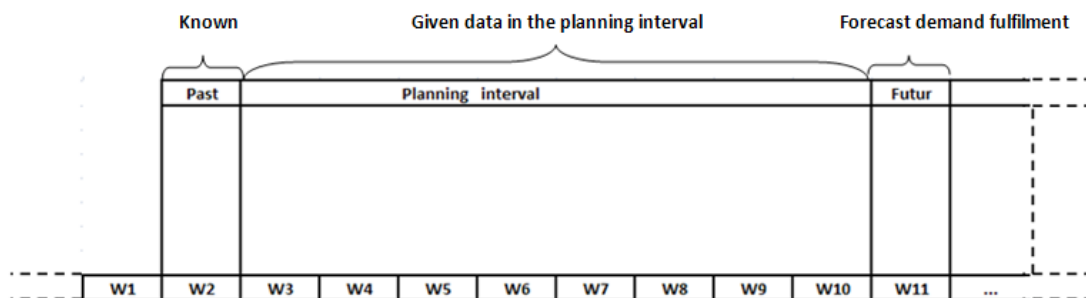 Known Given data in the planning interval Forecast demand fulfilment
Past Planning interval Futur
W1 W2 W3 W4 W5 W6 W7 W8 W9 W10 W11 ...